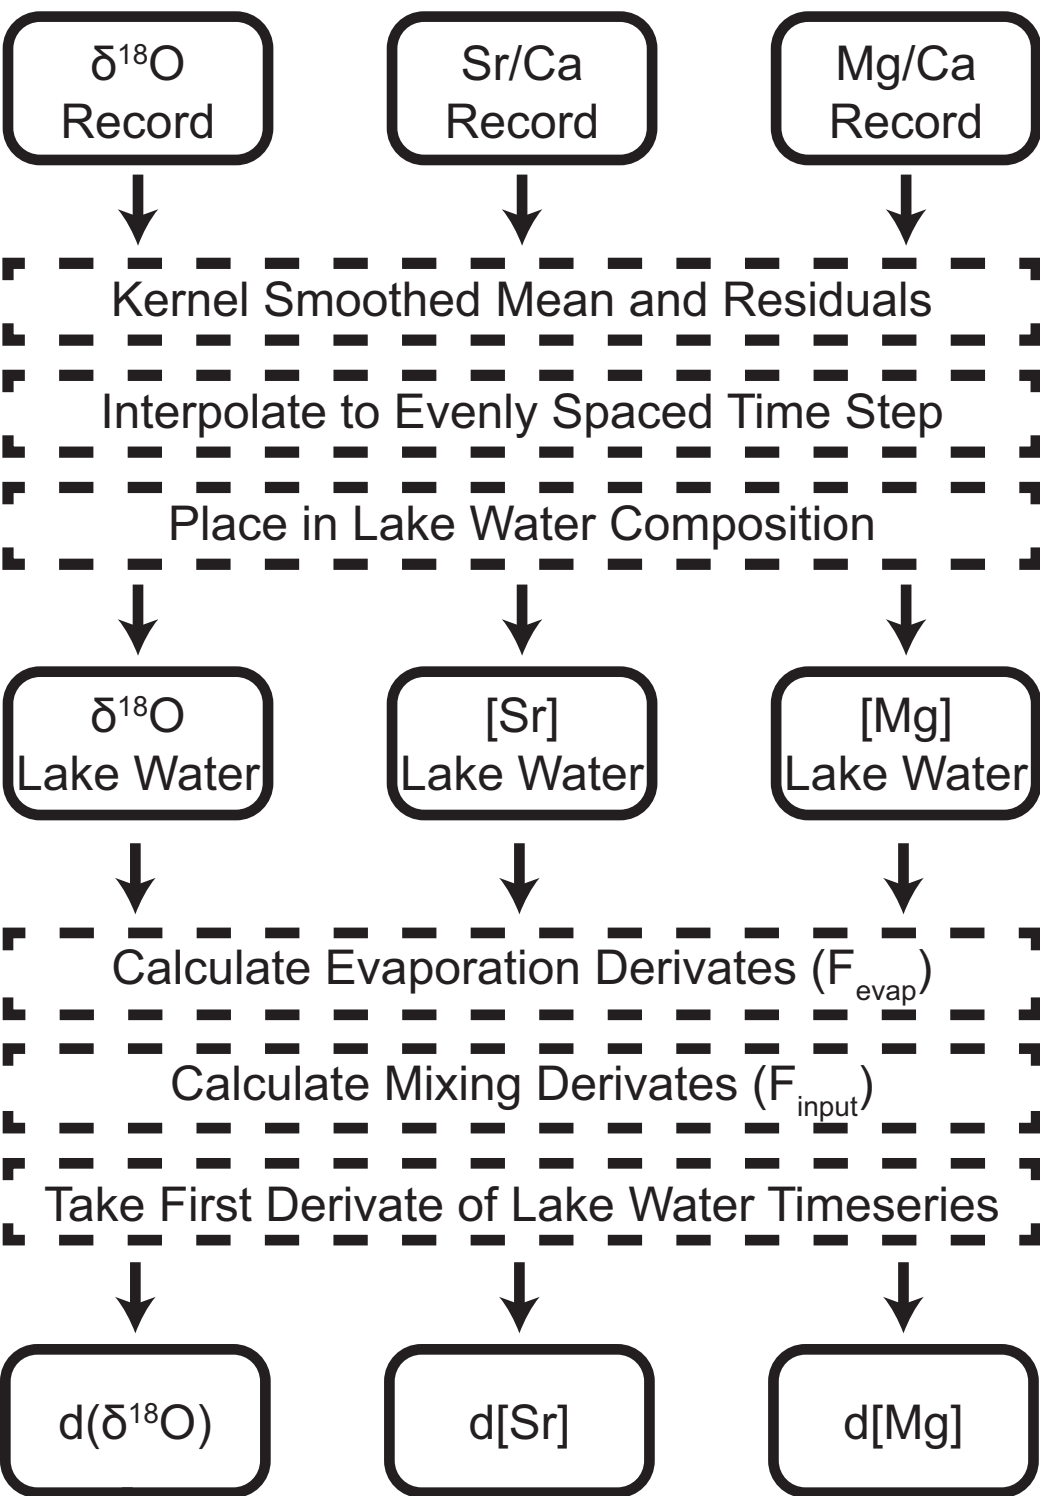 δ¹⁸O
Record
Sr/Ca
Record
Mg/Ca
Record
Kernel Smoothed Mean and Residuals
Interpolate to Evenly Spaced Time Step
Place in Lake Water Composition
δ¹⁸O
Lake Water
[Sr]
Lake Water
[Mg]
Lake Water
Calculate Evaporation Derivates (F_evap)
Calculate Mixing Derivates (F_input)
Take First Derivate of Lake Water Timeseries
d(δ¹⁸O)
d[Sr]
d[Mg]